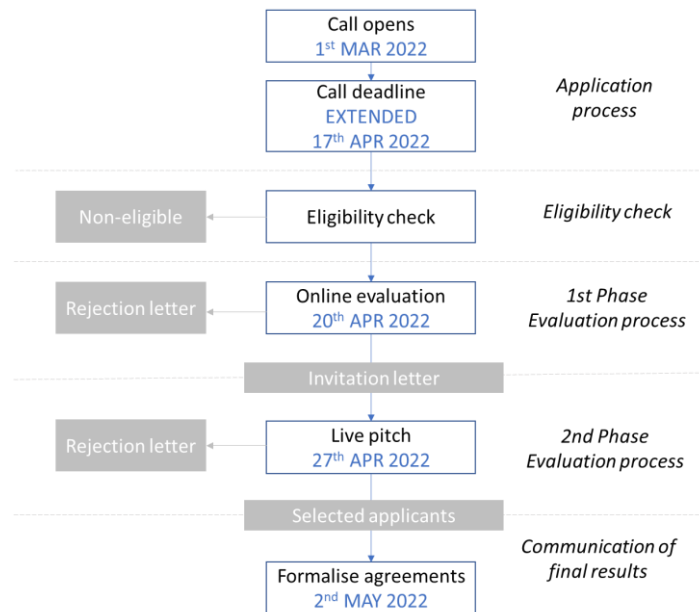 Call opens
1st MAR 2022
Call deadline
EXTENDED
17th APR 2022
Application
process
Non-eligible
Eligibility check
Eligibility check
Rejection letter
Online evaluation
20th APR 2022
1st Phase
Evaluation process
Invitation letter
Rejection letter
Live pitch
27th APR 2022
2nd Phase
Evaluation process
Selected applicants
Communication of
final results
Formalise agreements
2nd MAY 2022